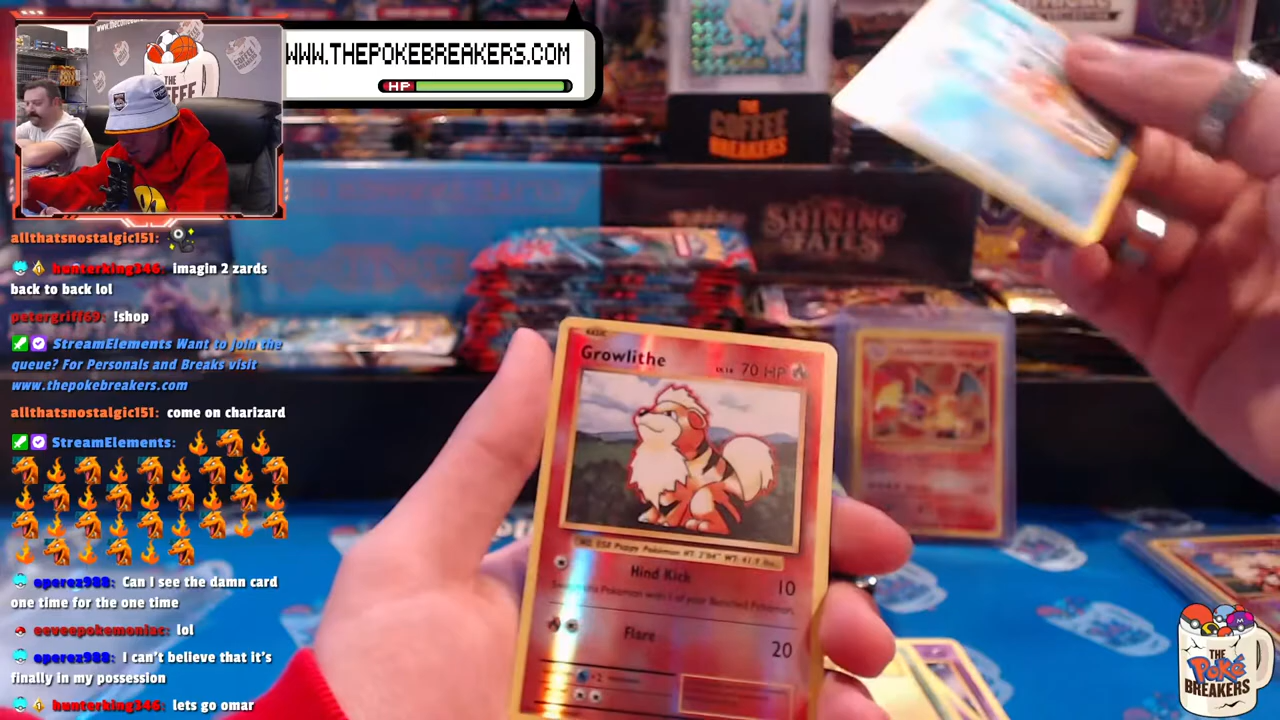 WWW.THEPOKEBREAKERS.COM
HP
THE
COFFEE
BREAKERS
SHINING
FATES
allthatsnostalgic151:
hunterking346: imagin 2 zards
back to back lol
petergriff69: !shop
StreamElements Want to join the
queue? For Personals and Breaks visit
www.thepokebreakers.com
allthatsnostalgic151: come on charizard
StreamElements:
operez988: Can I see the damn card
one time for the one time
eeveepokemoniac: lol
operez988: I can't believe that it's
finally in my possession
hunterking346: lets go omar
BASIC
Growlithe
70 HP
Hind Kick
10
Flare
20
THE
Poké
BREAKERS